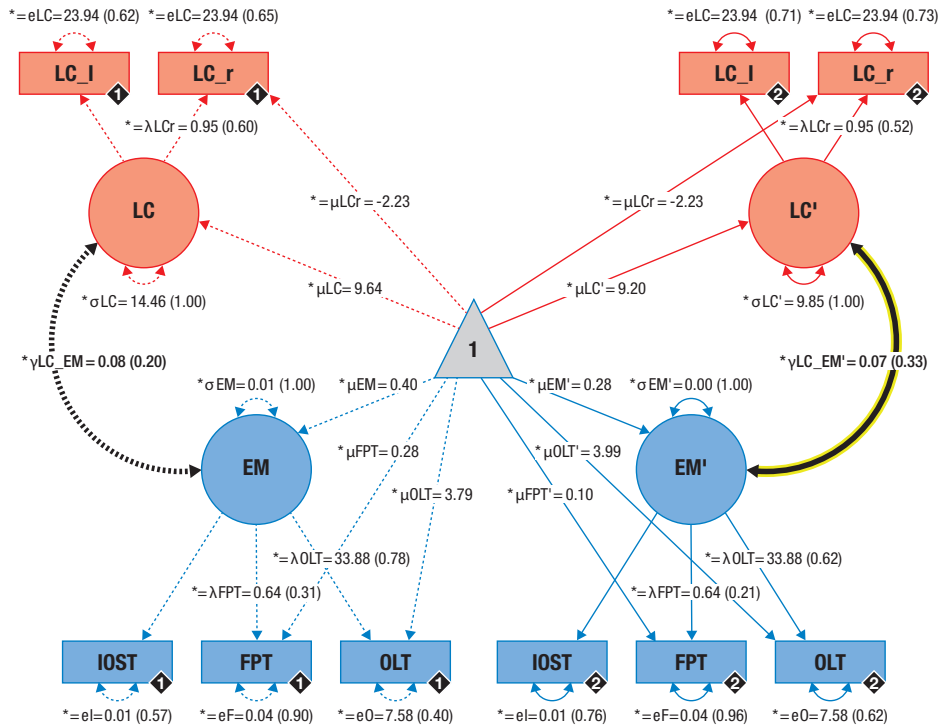 *=eLC=23.94 (0.62) *=eLC=23.94 (0.65) *=eLC=23.94 (0.71) *=eLC=23.94 (0.73)
LC_l LC_r LC_l LC_r
1 1 2 2
*=λLCr = 0.95 (0.60) *=λLCr = 0.95 (0.52)
LC LC'
*=µLCr = -2.23 *=µLCr = -2.23
*µLC= 9.64 *µLC'= 9.20
*σLC= 14.46 (1.00) *σLC'= 9.85 (1.00)
1
*γLC_EM= 0.08 (0.20) *γLC_EM'= 0.07 (0.33)
*σEM= 0.01 (1.00) *µEM= 0.40 *µEM'= 0.28 *σEM'= 0.00 (1.00)
*µFPT= 0.28 *µOLT'= 3.99
EM EM'
*µOLT= 3.79 *µFPT'= 0.10
*=λOLT= 33.88 (0.78) *=λOLT= 33.88 (0.62)
*=λFPT= 0.64 (0.31) *=λFPT= 0.64 (0.21)
IOST FPT OLT IOST FPT OLT
1 1 1 2 2 2
*=eI=0.01 (0.57) *=eF=0.04 (0.90) *=eO=7.58 (0.40) *=eI=0.01 (0.76) *=eF=0.04 (0.96) *=eO=7.58 (0.62)